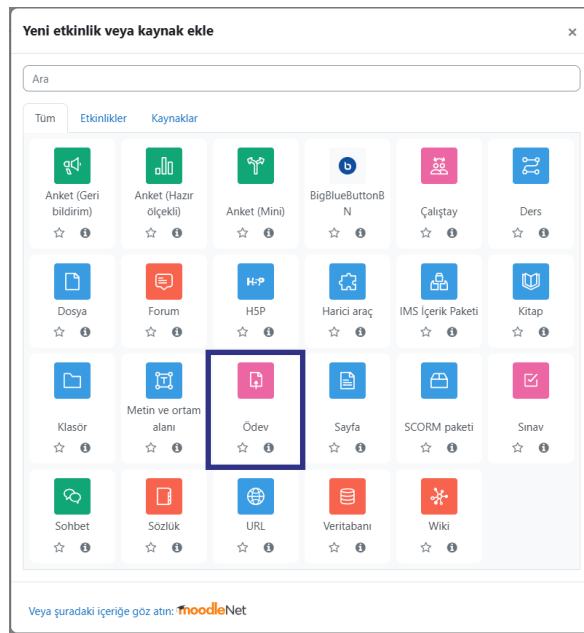 Yeni etkinlik veya kaynak ekle
×
Ara
Tüm Etkinlikler Kaynaklar
Anket (Geri bildirim)
Anket (Hazır ölçekli)
Anket (Mini)
BigBlueButtonB
N
b
Çalıştay
Ders
Dosya
Forum
H5P
H5P
Harici araç
IMS İçerik Paketi
Kitap
Klasör
Metin ve ortam
alanı
T
Ödev
Sayfa
SCORM paketi
Sınav
Sohbet
Sözlük
URL
Veritabanı
Wiki
Veya şuradaki içeriğe göz atın: moodleNet